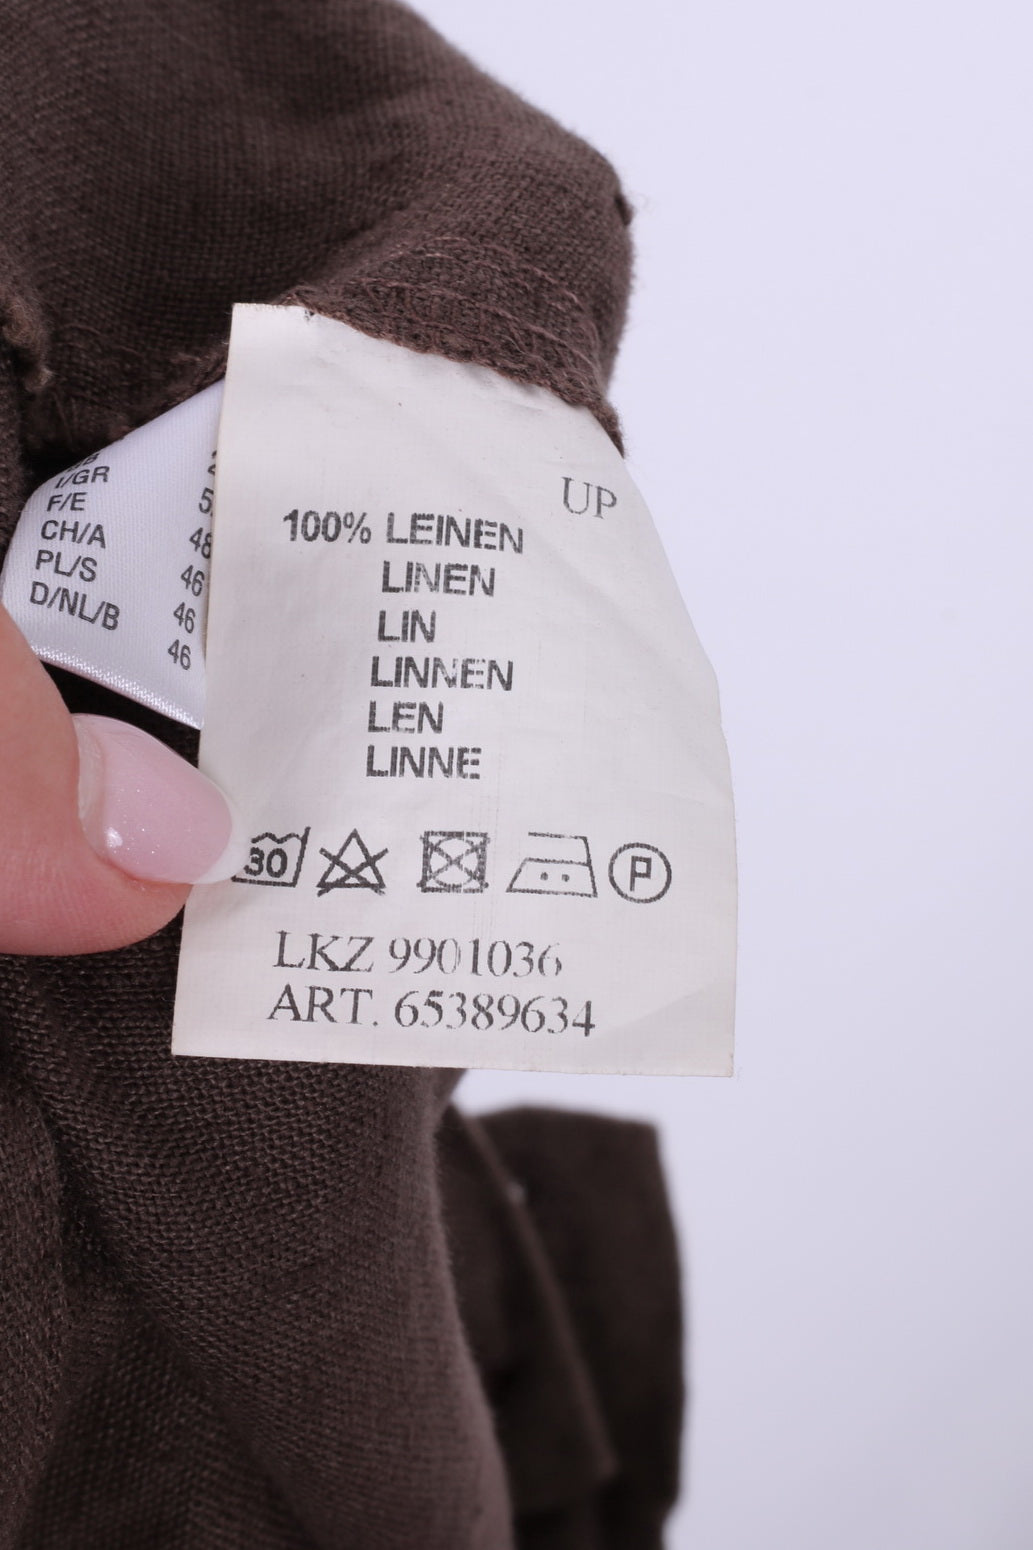 I/GR
F/E
CH/A 48
PL/S 46
D/NL/B 46
46
UP
100% LEINEN
LINEN
LIN
LINNEN
LEN
LINNE
30
P
LKZ 9901036
ART. 65389634